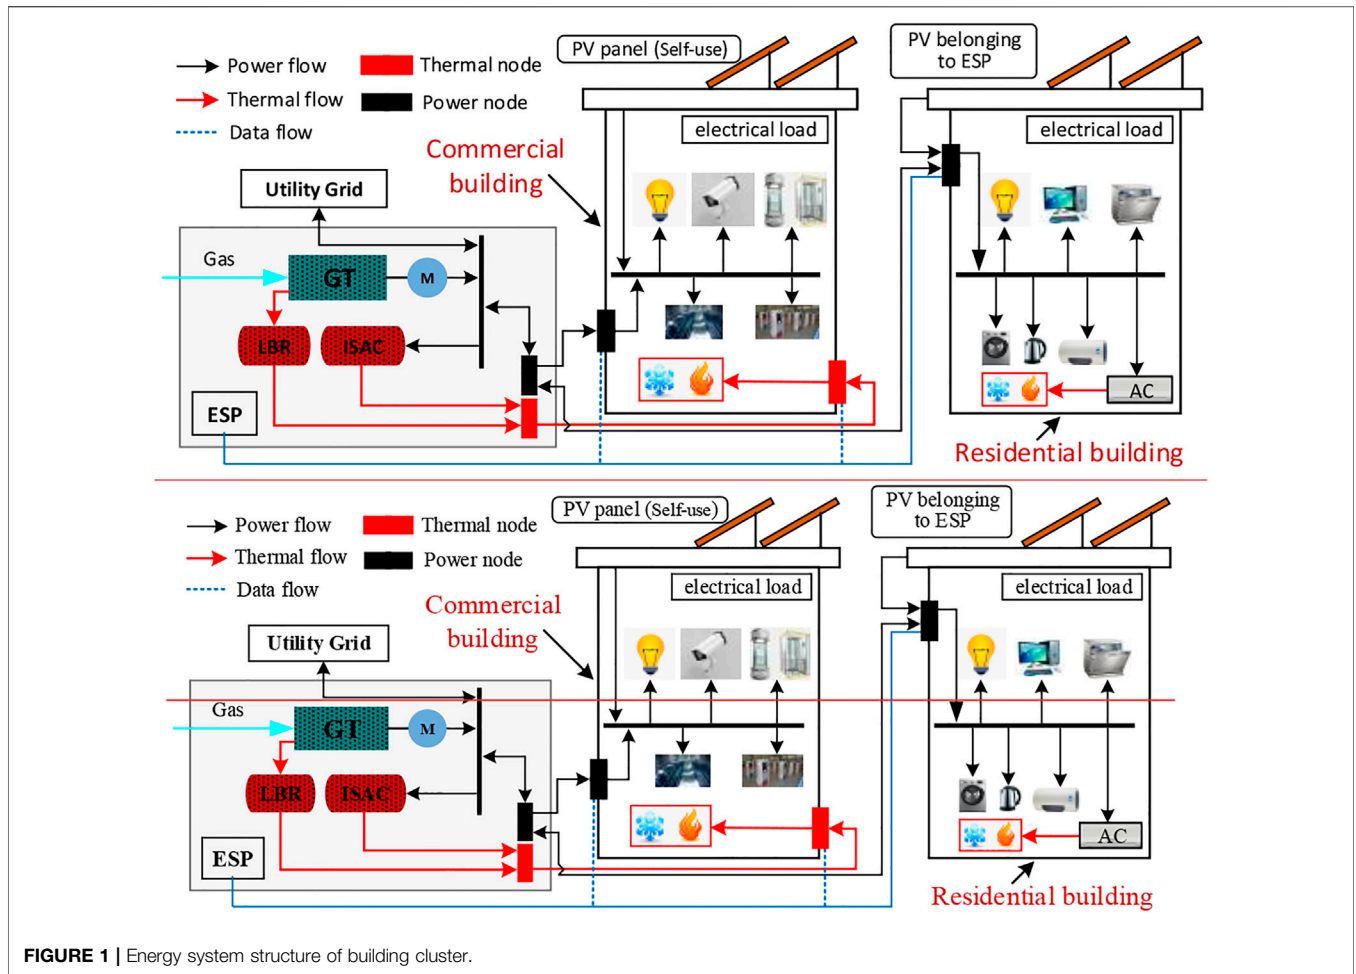 PV panel (Self-use)
PV belonging
to ESP
Power flow
Thermal node
Thermal flow
Power node
Data flow
electrical load
electrical load
Commercial
building
Utility Grid
Gas
GT
M
LBR
ISAC
ESP
AC
Residential building
PV panel (Self-use)
PV belonging
to ESP
Power flow
Thermal node
Thermal flow
Power node
Data flow
electrical load
electrical load
Commercial
building
Utility Grid
Gas
GT
M
LBR
ISAC
ESP
AC
Residential building
FIGURE 1 | Energy system structure of building cluster.